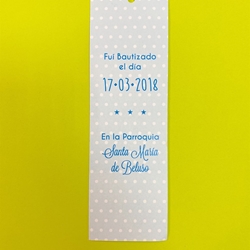 Fui Bautizado
el día
17·03·2018
En la Parroquia
Santa María
de Beluso